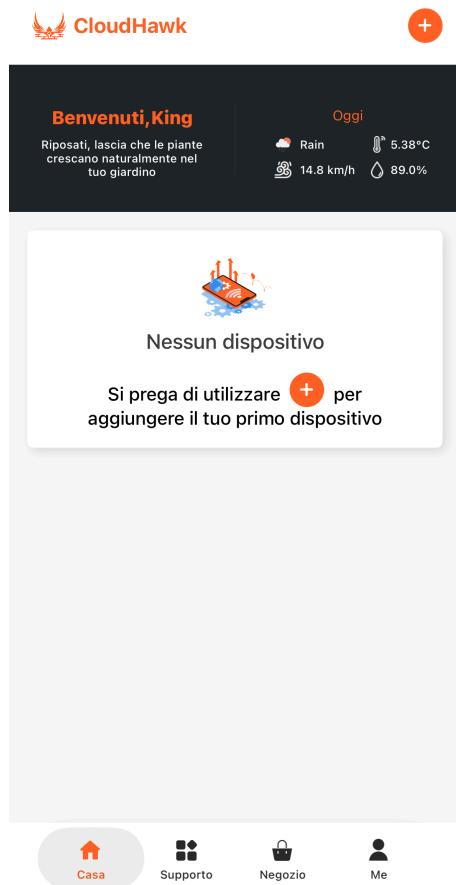 CloudHawk
Benvenuti,King
Riposati, lascia che le piante
crescano naturalmente nel
tuo giardino
Oggi
Rain
5.38°C
14.8 km/h
89.0%
Nessun dispositivo
Si prega di utilizzare + per
aggiungere il tuo primo dispositivo
Casa
Supporto
Negozio
Me